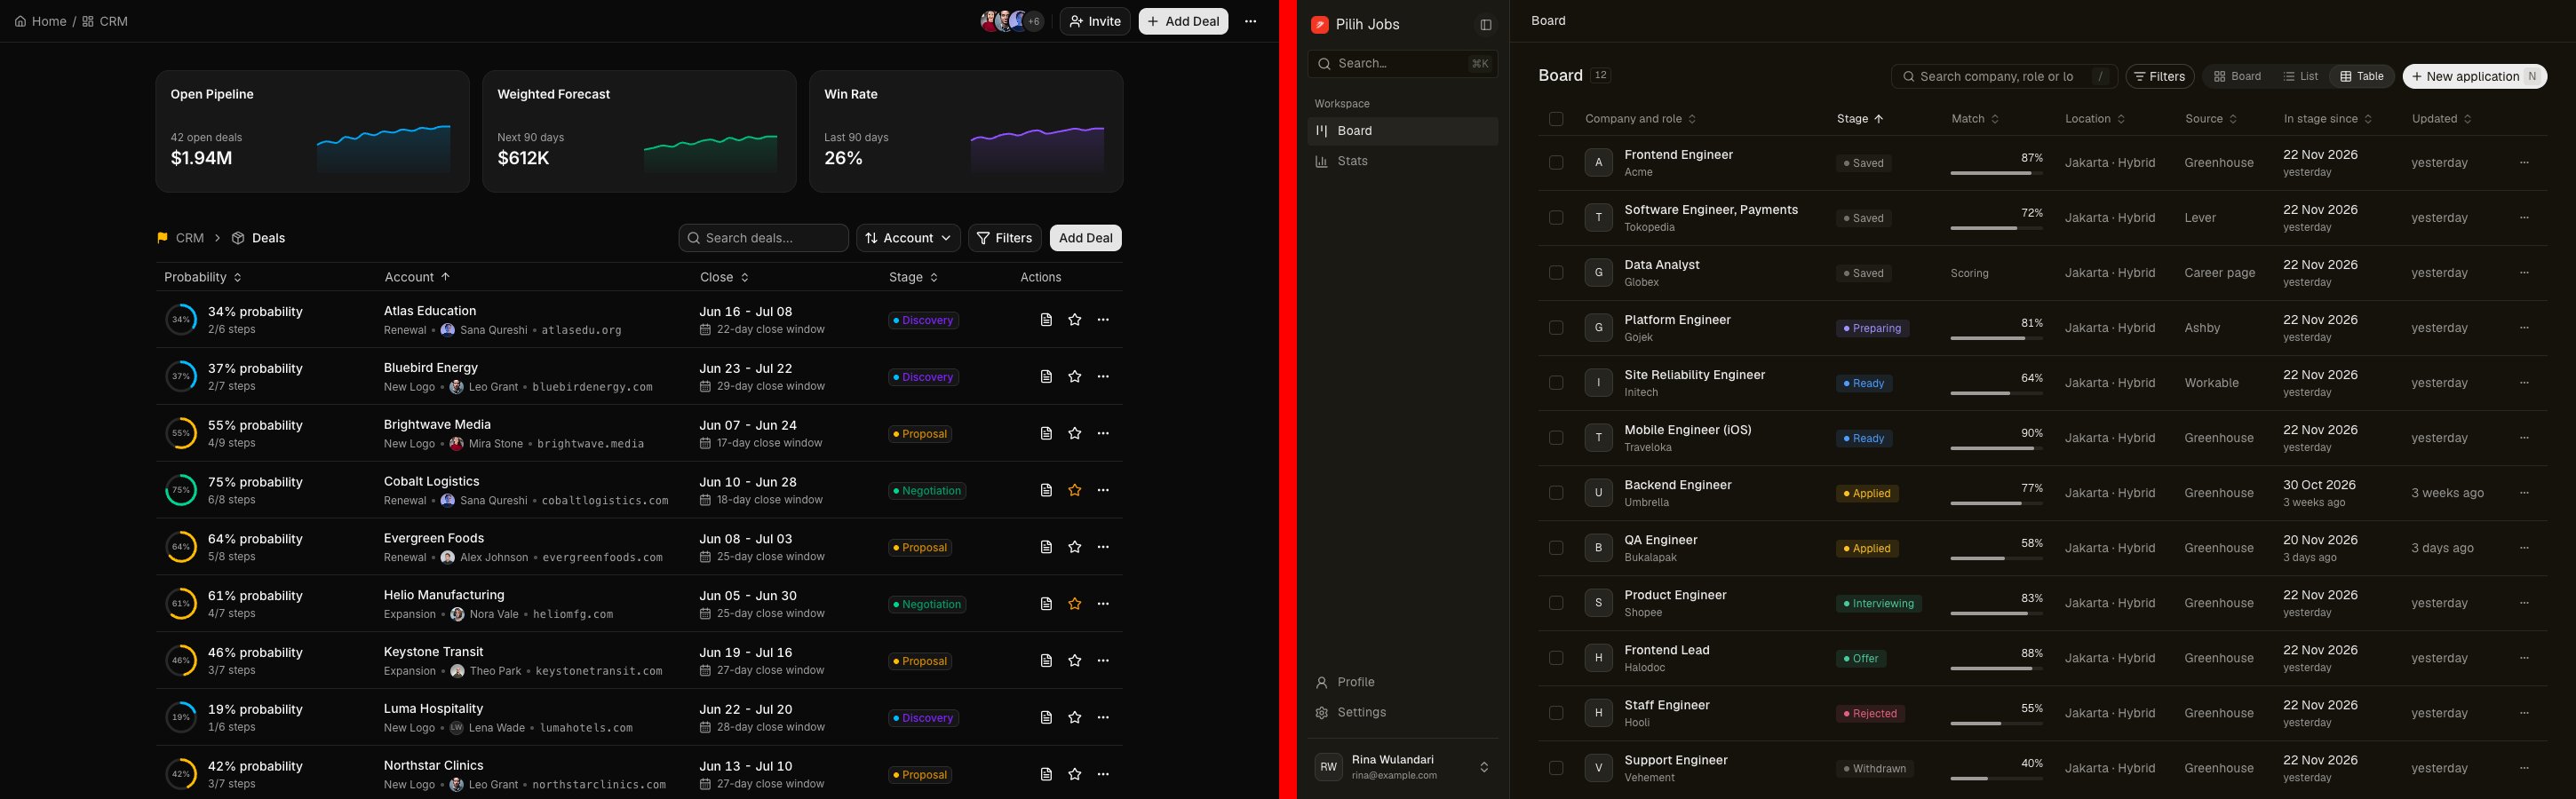 Home / CRM
+6
Invite
+ Add Deal
Open Pipeline
42 open deals
$1.94M
Weighted Forecast
Next 90 days
$612K
Win Rate
Last 90 days
26%
CRM > Deals
Search deals...
Account
Filters
Add Deal
Probability Account Close Stage Actions
34% 34% probability Atlas Education Jun 16 - Jul 08 Discovery
2/6 steps Renewal • Sana Qureshi • atlasedu.org 22-day close window
37% 37% probability Bluebird Energy Jun 23 - Jul 22 Discovery
2/7 steps New Logo • Leo Grant • bluebirdenergy.com 29-day close window
55% 55% probability Brightwave Media Jun 07 - Jun 24 Proposal
4/9 steps New Logo • Mira Stone • brightwave.media 17-day close window
75% 75% probability Cobalt Logistics Jun 10 - Jun 28 Negotiation
6/8 steps Renewal • Sana Qureshi • cobaltlogistics.com 18-day close window
64% 64% probability Evergreen Foods Jun 08 - Jul 03 Proposal
5/8 steps Renewal • Alex Johnson • evergreenfoods.com 25-day close window
61% 61% probability Helio Manufacturing Jun 05 - Jun 30 Negotiation
4/7 steps Expansion • Nora Vale • heliomfg.com 25-day close window
46% 46% probability Keystone Transit Jun 19 - Jul 16 Proposal
3/7 steps Expansion • Theo Park • keystonetransit.com 27-day close window
19% 19% probability Luma Hospitality Jun 22 - Jul 20 Discovery
1/6 steps New Logo • LW Lena Wade • lumahotels.com 28-day close window
42% 42% probability Northstar Clinics Jun 13 - Jul 10 Proposal
3/7 steps New Logo • Leo Grant • northstarclinics.com 27-day close window
Pilih Jobs
Search... ⌘K
Workspace
Board
Stats
Profile
Settings
RW Rina Wulandari
rina@example.com
Board
Board 12
Search company, role or lo /
Filters
Board List Table
+ New application N
Company and role Stage Match Location Source In stage since Updated
A Frontend Engineer Saved 87% Jakarta · Hybrid Greenhouse 22 Nov 2026 yesterday
Acme yesterday
T Software Engineer, Payments Saved 72% Jakarta · Hybrid Lever 22 Nov 2026 yesterday
Tokopedia yesterday
G Data Analyst Saved Scoring Jakarta · Hybrid Career page 22 Nov 2026 yesterday
Globex yesterday
G Platform Engineer Preparing 81% Jakarta · Hybrid Ashby 22 Nov 2026 yesterday
Gojek yesterday
I Site Reliability Engineer Ready 64% Jakarta · Hybrid Workable 22 Nov 2026 yesterday
Initech yesterday
T Mobile Engineer (iOS) Ready 90% Jakarta · Hybrid Greenhouse 22 Nov 2026 yesterday
Traveloka yesterday
U Backend Engineer Applied 77% Jakarta · Hybrid Greenhouse 30 Oct 2026 3 weeks ago
Umbrella 3 weeks ago
B QA Engineer Applied 58% Jakarta · Hybrid Greenhouse 20 Nov 2026 3 days ago
Bukalapak 3 days ago
S Product Engineer Interviewing 83% Jakarta · Hybrid Greenhouse 22 Nov 2026 yesterday
Shopee yesterday
H Frontend Lead Offer 88% Jakarta · Hybrid Greenhouse 22 Nov 2026 yesterday
Halodoc yesterday
H Staff Engineer Rejected 55% Jakarta · Hybrid Greenhouse 22 Nov 2026 yesterday
Hooli yesterday
V Support Engineer Withdrawn 40% Jakarta · Hybrid Greenhouse 22 Nov 2026 yesterday
Vehement yesterday